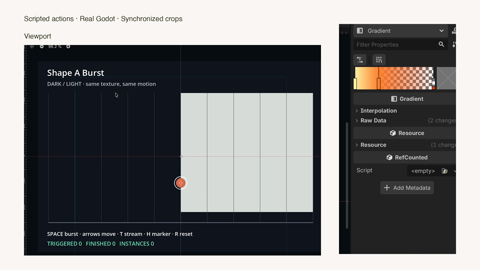 Scripted actions · Real Godot · Synchronized crops
Viewport
Shape A Burst
DARK / LIGHT · same texture, same motion
SPACE burst · arrows move · T stream · H marker · R reset
TRIGGERED 0 FINISHED 0 INSTANCES 0
Gradient
Filter Properties
Gradient
Interpolation
Raw Data
Resource
Resource
RefCounted
Script <empty>
Add Metadata